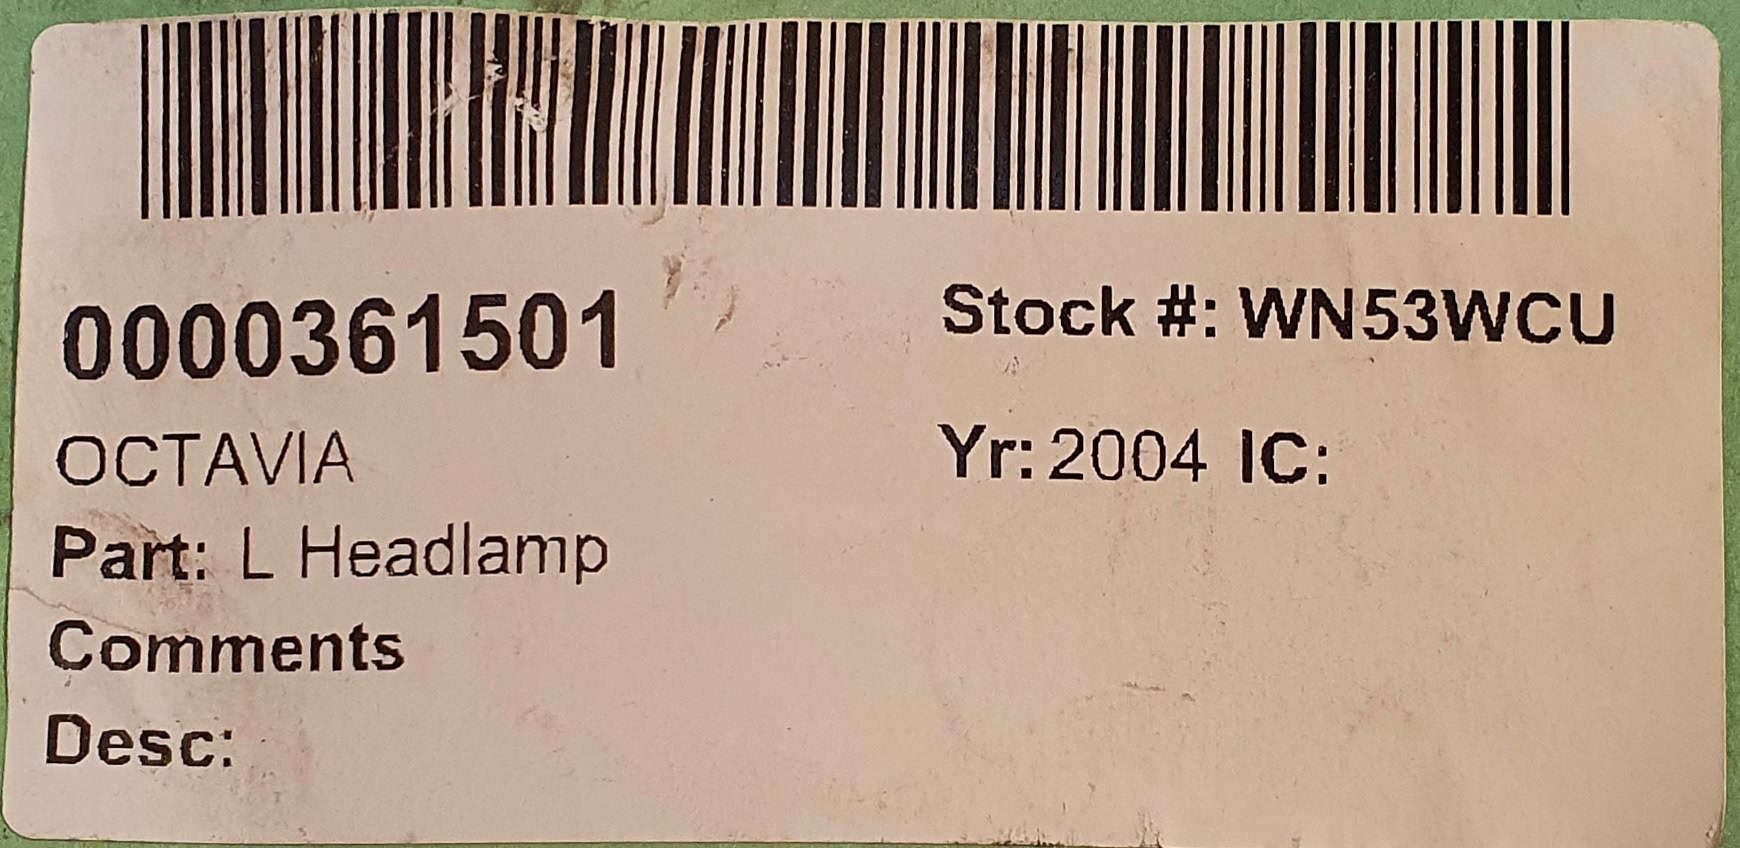 0000361501
Stock #: WN53WCU
OCTAVIA
Yr: 2004 IC:
Part: L Headlamp
Comments
Desc: